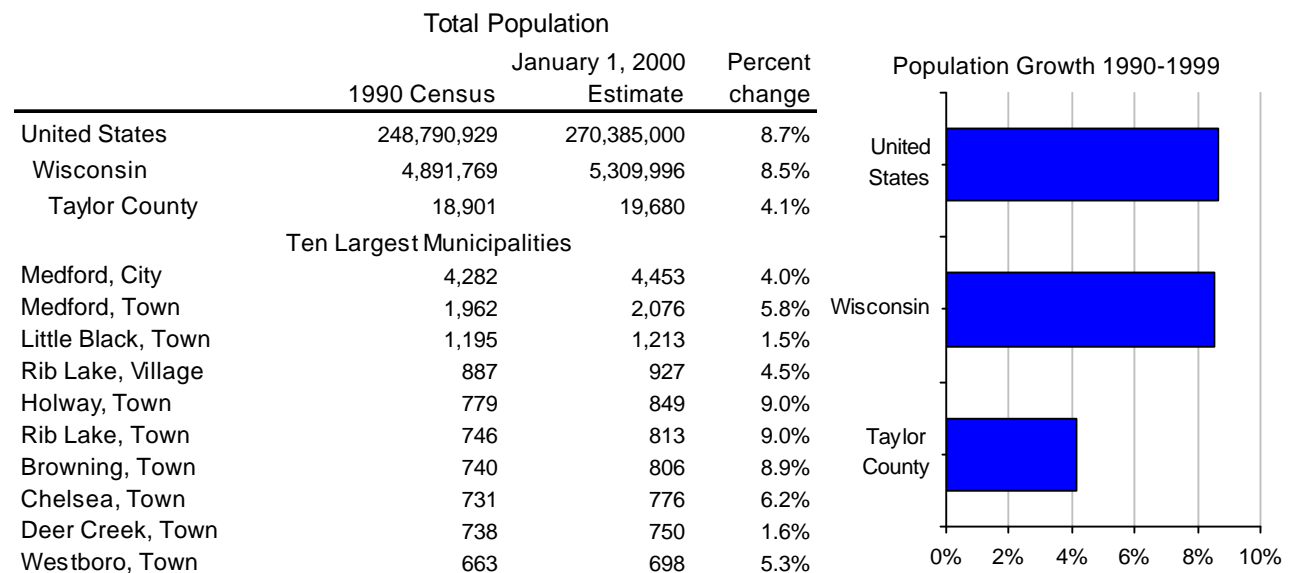 Total Population
January 1, 2000 Percent
1990 Census Estimate change
United States 248,790,929 270,385,000 8.7%
Wisconsin 4,891,769 5,309,996 8.5%
Taylor County 18,901 19,680 4.1%
Ten Largest Municipalities
Medford, City 4,282 4,453 4.0%
Medford, Town 1,962 2,076 5.8%
Little Black, Town 1,195 1,213 1.5%
Rib Lake, Village 887 927 4.5%
Holway, Town 779 849 9.0%
Rib Lake, Town 746 813 9.0%
Browning, Town 740 806 8.9%
Chelsea, Town 731 776 6.2%
Deer Creek, Town 738 750 1.6%
Westboro, Town 663 698 5.3%
Population Growth 1990-1999
United
States
Wisconsin
Taylor
County
0% 2% 4% 6% 8% 10%